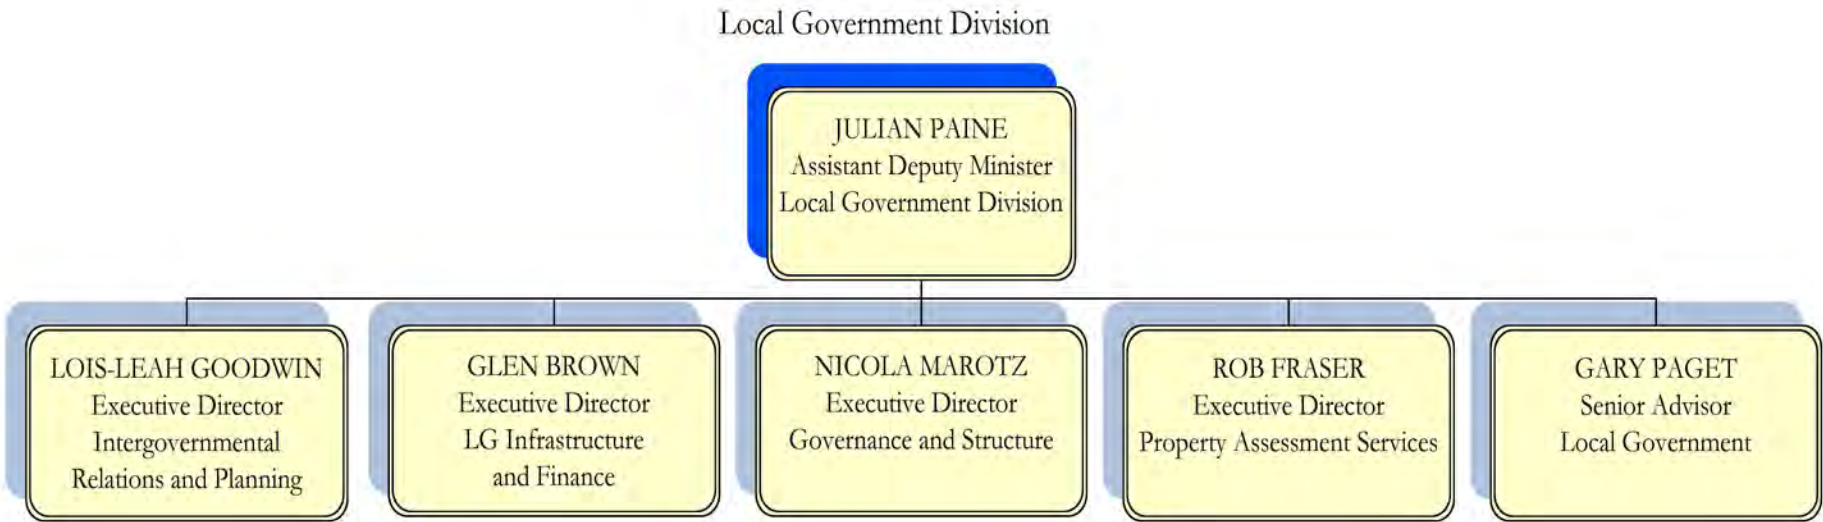 Local Government Division
JULIAN PAINE
Assistant Deputy Minister
Local Government Division
LOIS-LEAH GOODWIN
Executive Director
Intergovernmental
Relations and Planning
GLEN BROWN
Executive Director
LG Infrastructure
and Finance
NICOLA MAROTZ
Executive Director
Governance and Structure
ROB FRASER
Executive Director
Property Assessment Services
GARY PAGET
Senior Advisor
Local Government